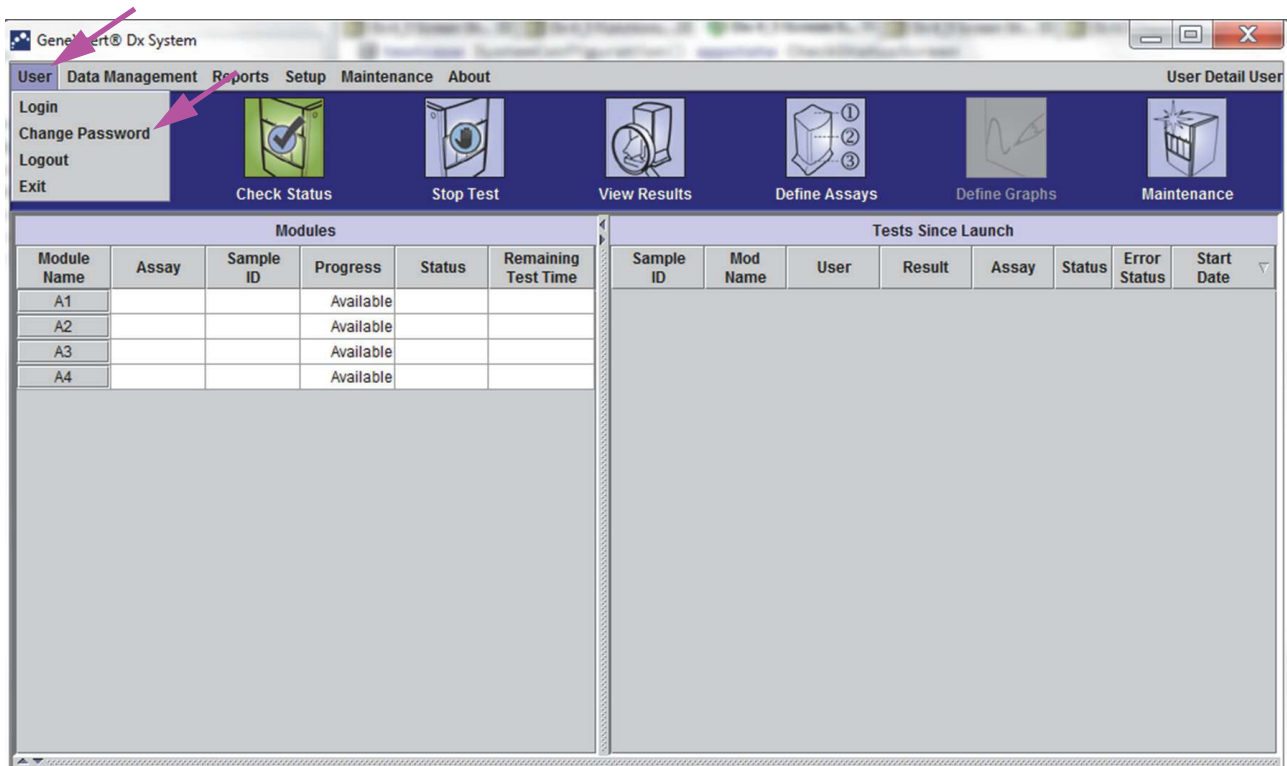 GeneXpert® Dx System
User Data Management Reports Setup Maintenance About User Detail User
Login
Change Password
Logout
Exit
Check Status Stop Test View Results Define Assays Define Graphs Maintenance
① ② ③
Modules
Module Name Assay Sample ID Progress Status Remaining Test Time
A1 Available
A2 Available
A3 Available
A4 Available
Tests Since Launch
Sample ID Mod Name User Result Assay Status Error Status Start Date